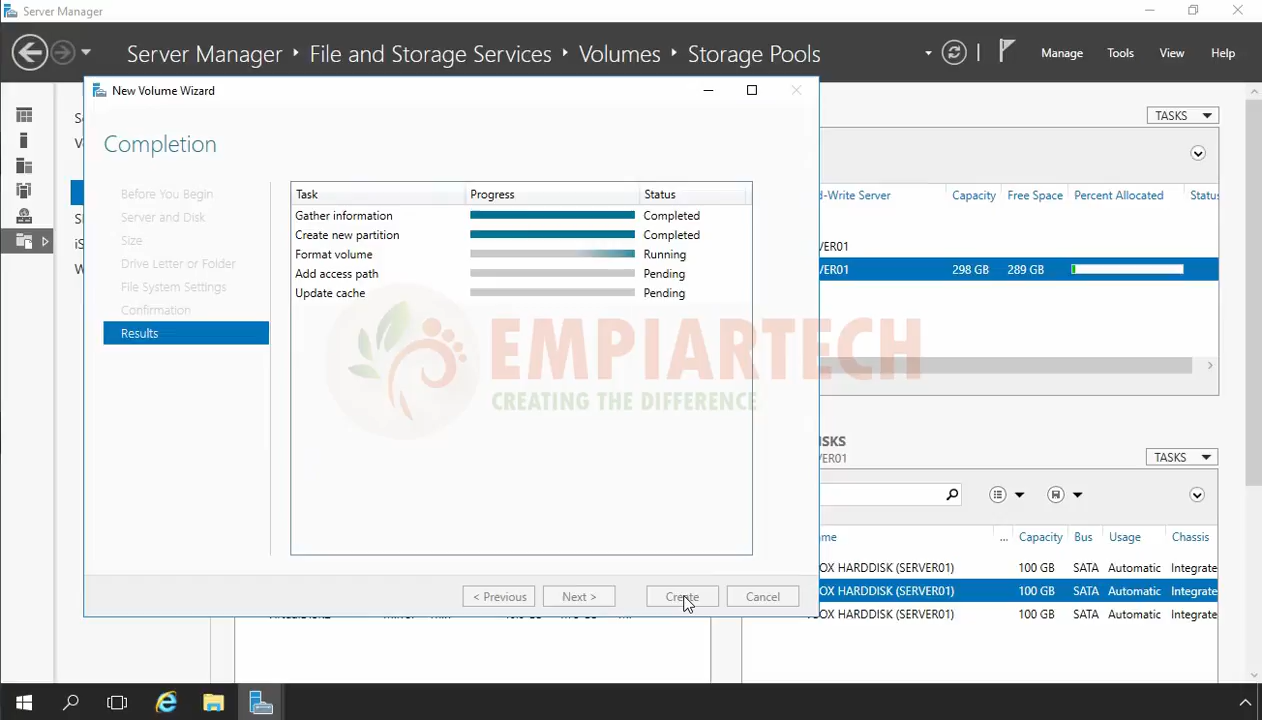 Server Manager
Server Manager ‣ File and Storage Services ‣ Volumes ‣ Storage Pools
Manage Tools View Help
New Volume Wizard
Completion
Before You Begin
Server and Disk
Size
Drive Letter or Folder
File System Settings
Confirmation
Results
Task Progress Status
Gather information Completed
Create new partition Completed
Format volume Running
Add access path Pending
Update cache Pending
< Previous Next > Create Cancel
TASKS
d-Write Server Capacity Free Space Percent Allocated Status
VER01
VER01 298 GB 289 GB
EMPIARTECH
CREATING THE DIFFERENCE
SKS
VER01
TASKS
me ... Capacity Bus Usage Chassis
OX HARDDISK (SERVER01) 100 GB SATA Automatic Integrate
OX HARDDISK (SERVER01) 100 GB SATA Automatic Integrate
OX HARDDISK (SERVER01) 100 GB SATA Automatic Integrate